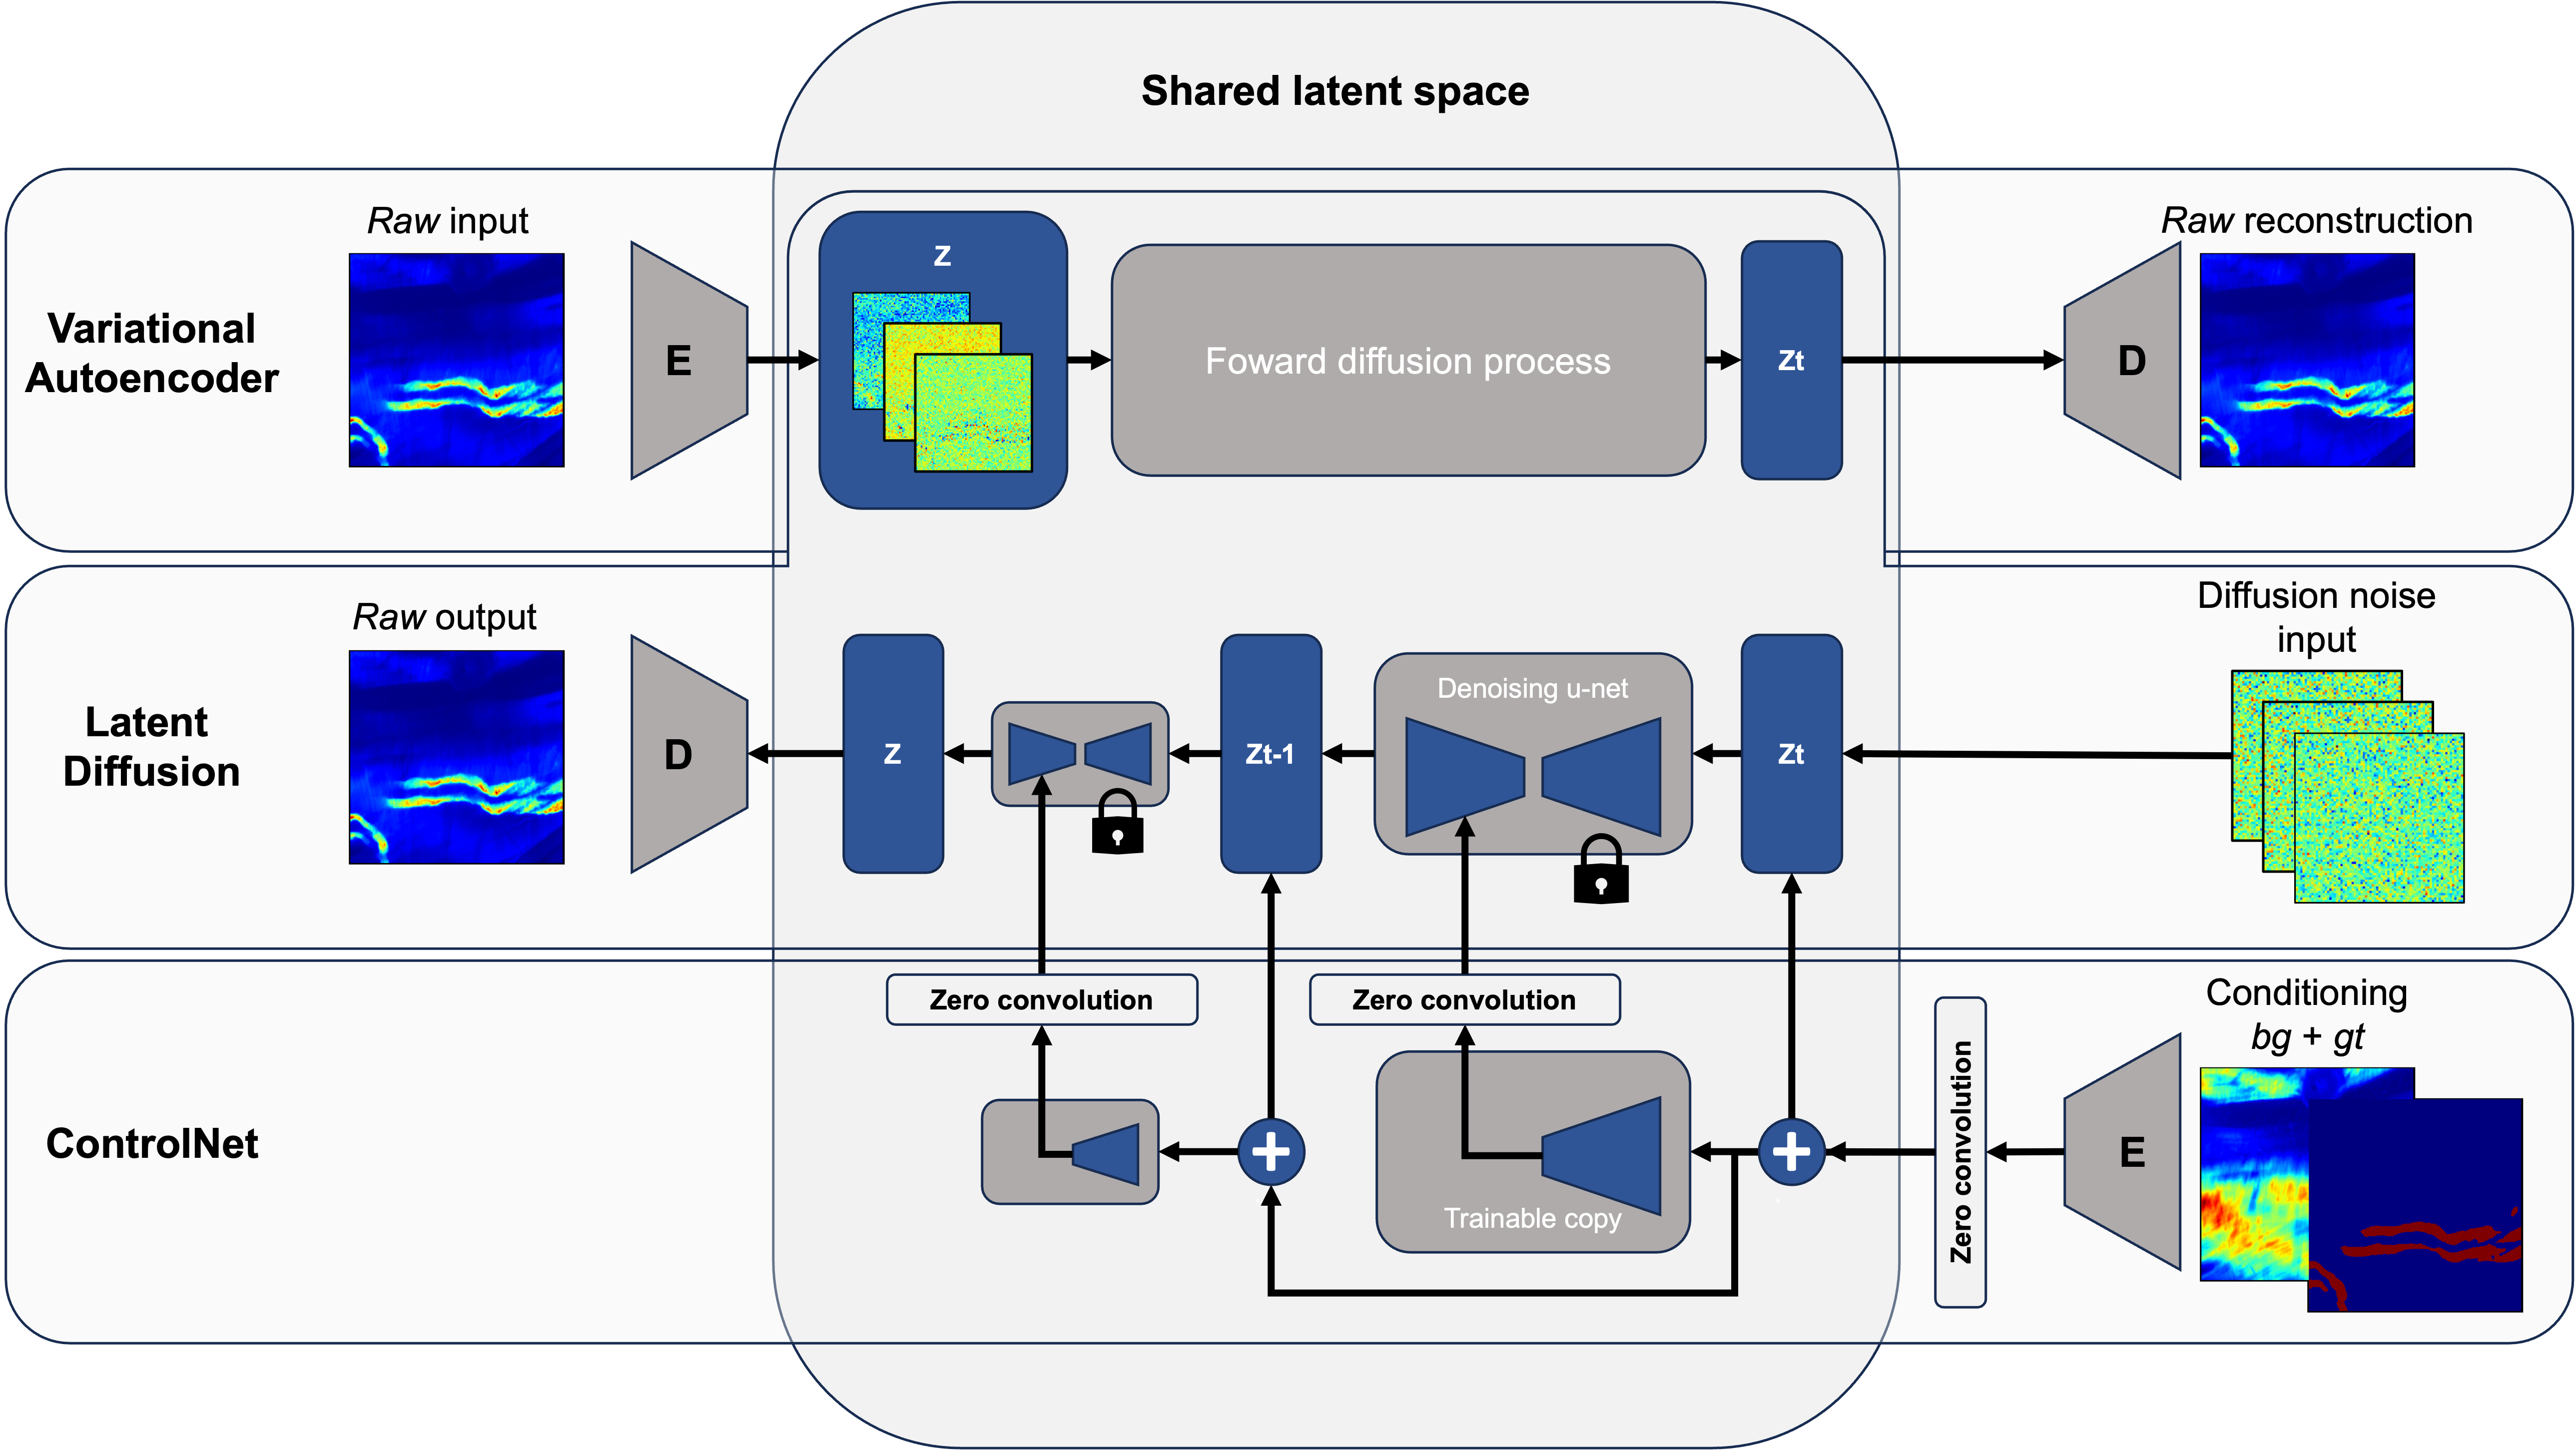 Shared latent space
Raw input
Raw reconstruction
Variational
Autoencoder
E
Z
Foward diffusion process
Zt
D
Raw output
Diffusion noise
input
Latent
Diffusion
D
Z
Zt-1
Denoising u-net
Zt
Zero convolution
Zero convolution
Conditioning
bg + gt
ControlNet
Trainable copy
Zero convolution
E